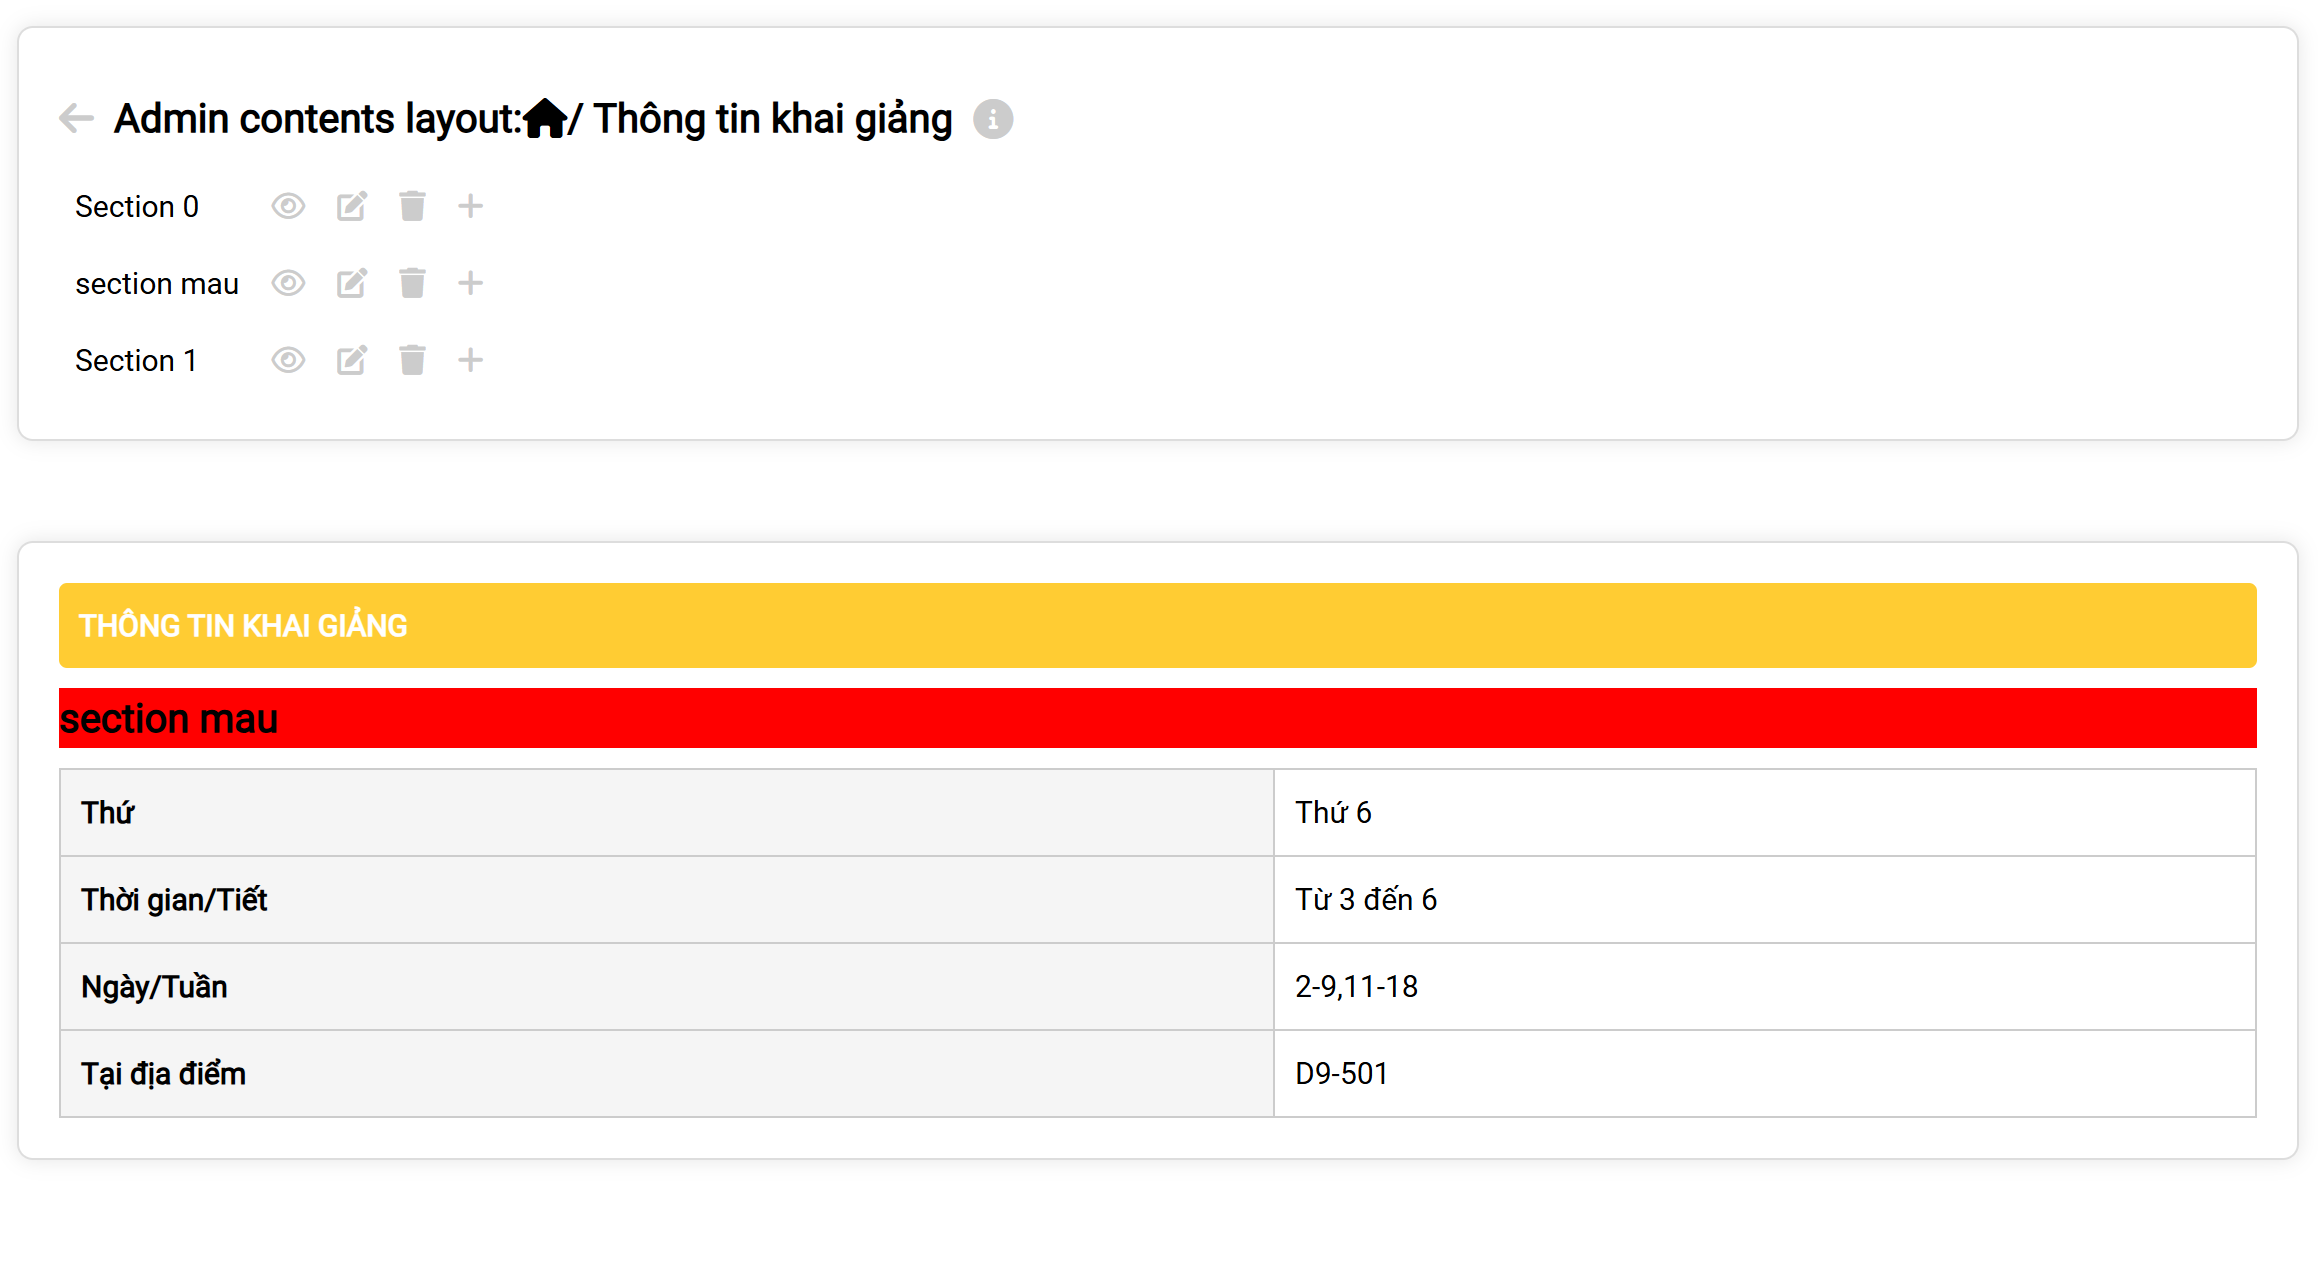 Admin contents layout:/ Thông tin khai giảng
Section 0
section mau
Section 1
THÔNG TIN KHAI GIẢNG
section mau
Thứ Thứ 6
Thời gian/Tiết Từ 3 đến 6
Ngày/Tuần 2-9,11-18
Tại địa điểm D9-501